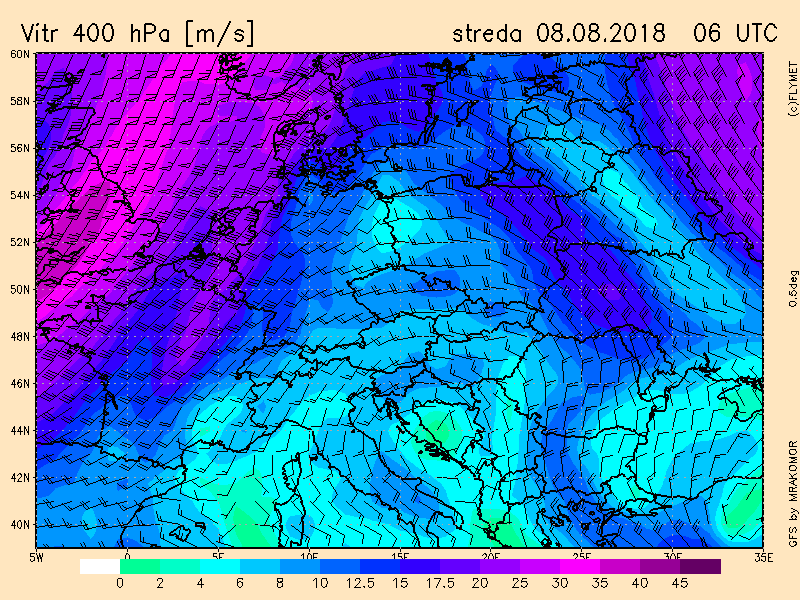 Vítr 400 hPa [m/s]
streda 08.08.2018 06 UTC
60N
58N
56N
54N
52N
50N
48N
46N
44N
42N
40N
5W 0 5E 10E 15E 20E 25E 30E 35E
0 2 4 6 8 10 12.5 15 17.5 20 25 30 35 40 45
(c)FLYMET
0.5deg
GFS by MRAKOMOR